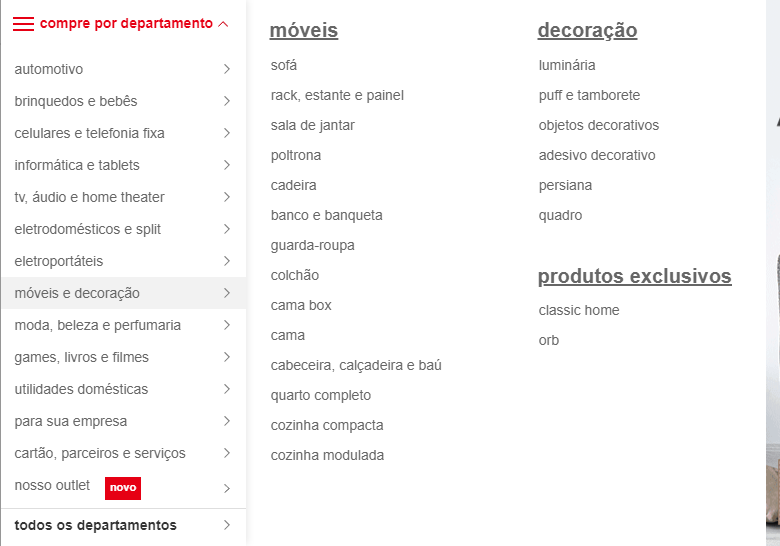 compre por departamento
automotivo
brinquedos e bebês
celulares e telefonia fixa
informática e tablets
tv, áudio e home theater
eletrodomésticos e split
eletroportáteis
móveis e decoração
moda, beleza e perfumaria
games, livros e filmes
utilidades domésticas
para sua empresa
cartão, parceiros e serviços
nosso outlet novo
todos os departamentos
móveis
sofá
rack, estante e painel
sala de jantar
poltrona
cadeira
banco e banqueta
guarda-roupa
colchão
cama box
cama
cabeceira, calçadeira e baú
quarto completo
cozinha compacta
cozinha modulada
decoração
luminária
puff e tamborete
objetos decorativos
adesivo decorativo
persiana
quadro
produtos exclusivos
classic home
orb